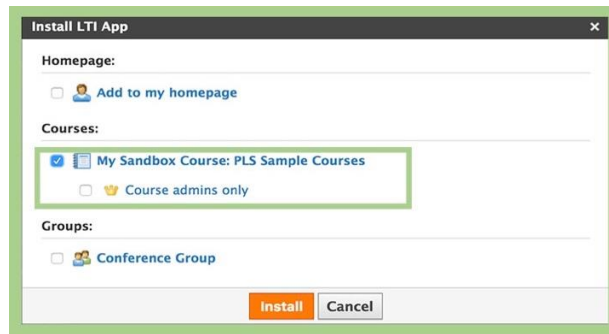 Install LTI App ×
Homepage:
Add to my homepage
Courses:
My Sandbox Course: PLS Sample Courses
Course admins only
Groups:
Conference Group
Install Cancel